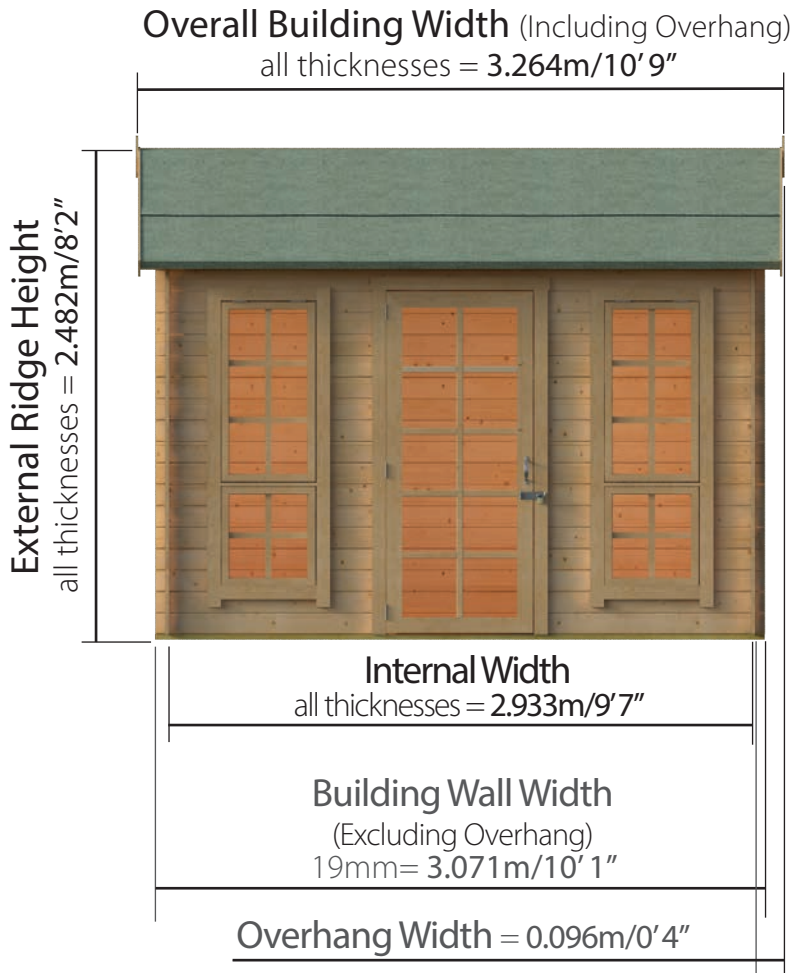 Overall Building Width (Including Overhang)
all thicknesses = 3.264m/10' 9”
External Ridge Height
all thicknesses = 2.482m/8’2”
Internal Width
all thicknesses = 2.933m/9’7”
Building Wall Width
(Excluding Overhang)
19mm= 3.071m/10' 1”
Overhang Width = 0.096m/0’4”